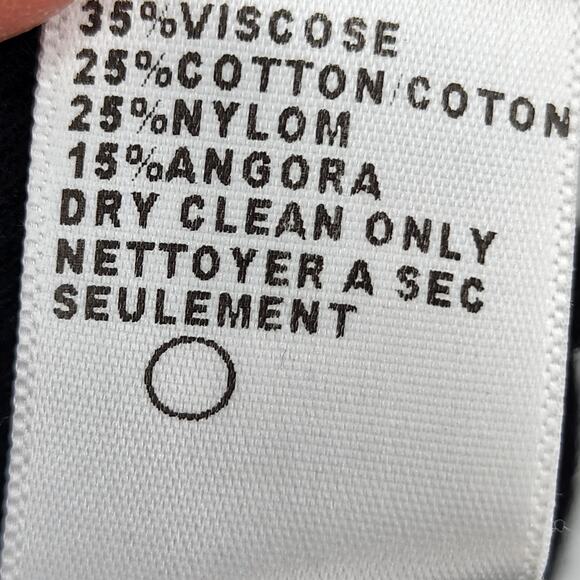 35%VISCOSE
25%COTTON/COTON
25%NYLOM
15%ANGORA
DRY CLEAN ONLY
NETTOYER A SEC
SEULEMENT